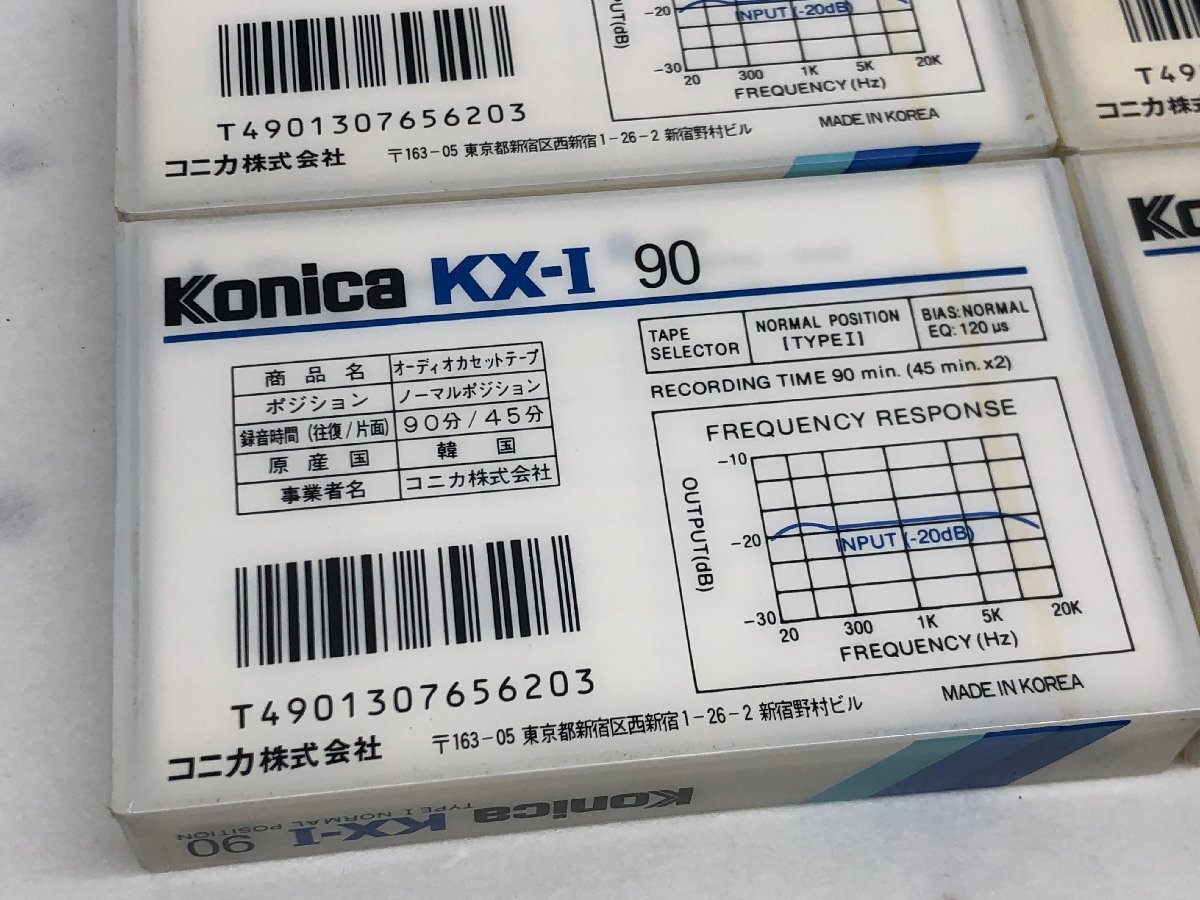 -20
INPUT (-20dB)
OUTPUT(dB)
-30
20 300 1K 5K 20K
FREQUENCY (Hz)
T4901307656203
コニカ株式会社 〒163-05 東京都新宿区西新宿1-26-2 新宿野村ビル MADE IN KOREA
T49
コニカ株式
Konica KX-I 90
TAPE SELECTOR NORMAL POSITION [TYPE I] BIAS:NORMAL EQ:120μs
RECORDING TIME 90 min. (45 min.x2)
商品名 オーディオカセットテープ
ポジション ノーマルポジション
録音時間(往復/片面) 90分/45分
原産国 韓国
事業者名 コニカ株式会社
FREQUENCY RESPONSE
-10
OUTPUT(dB)
-20
INPUT (-20dB)
-30
20 300 1K 5K 20K
FREQUENCY (Hz)
T4901307656203
コニカ株式会社 〒163-05 東京都新宿区西新宿1-26-2 新宿野村ビル MADE IN KOREA
Konica KX-I 90
TYPE I NORMAL POSITION